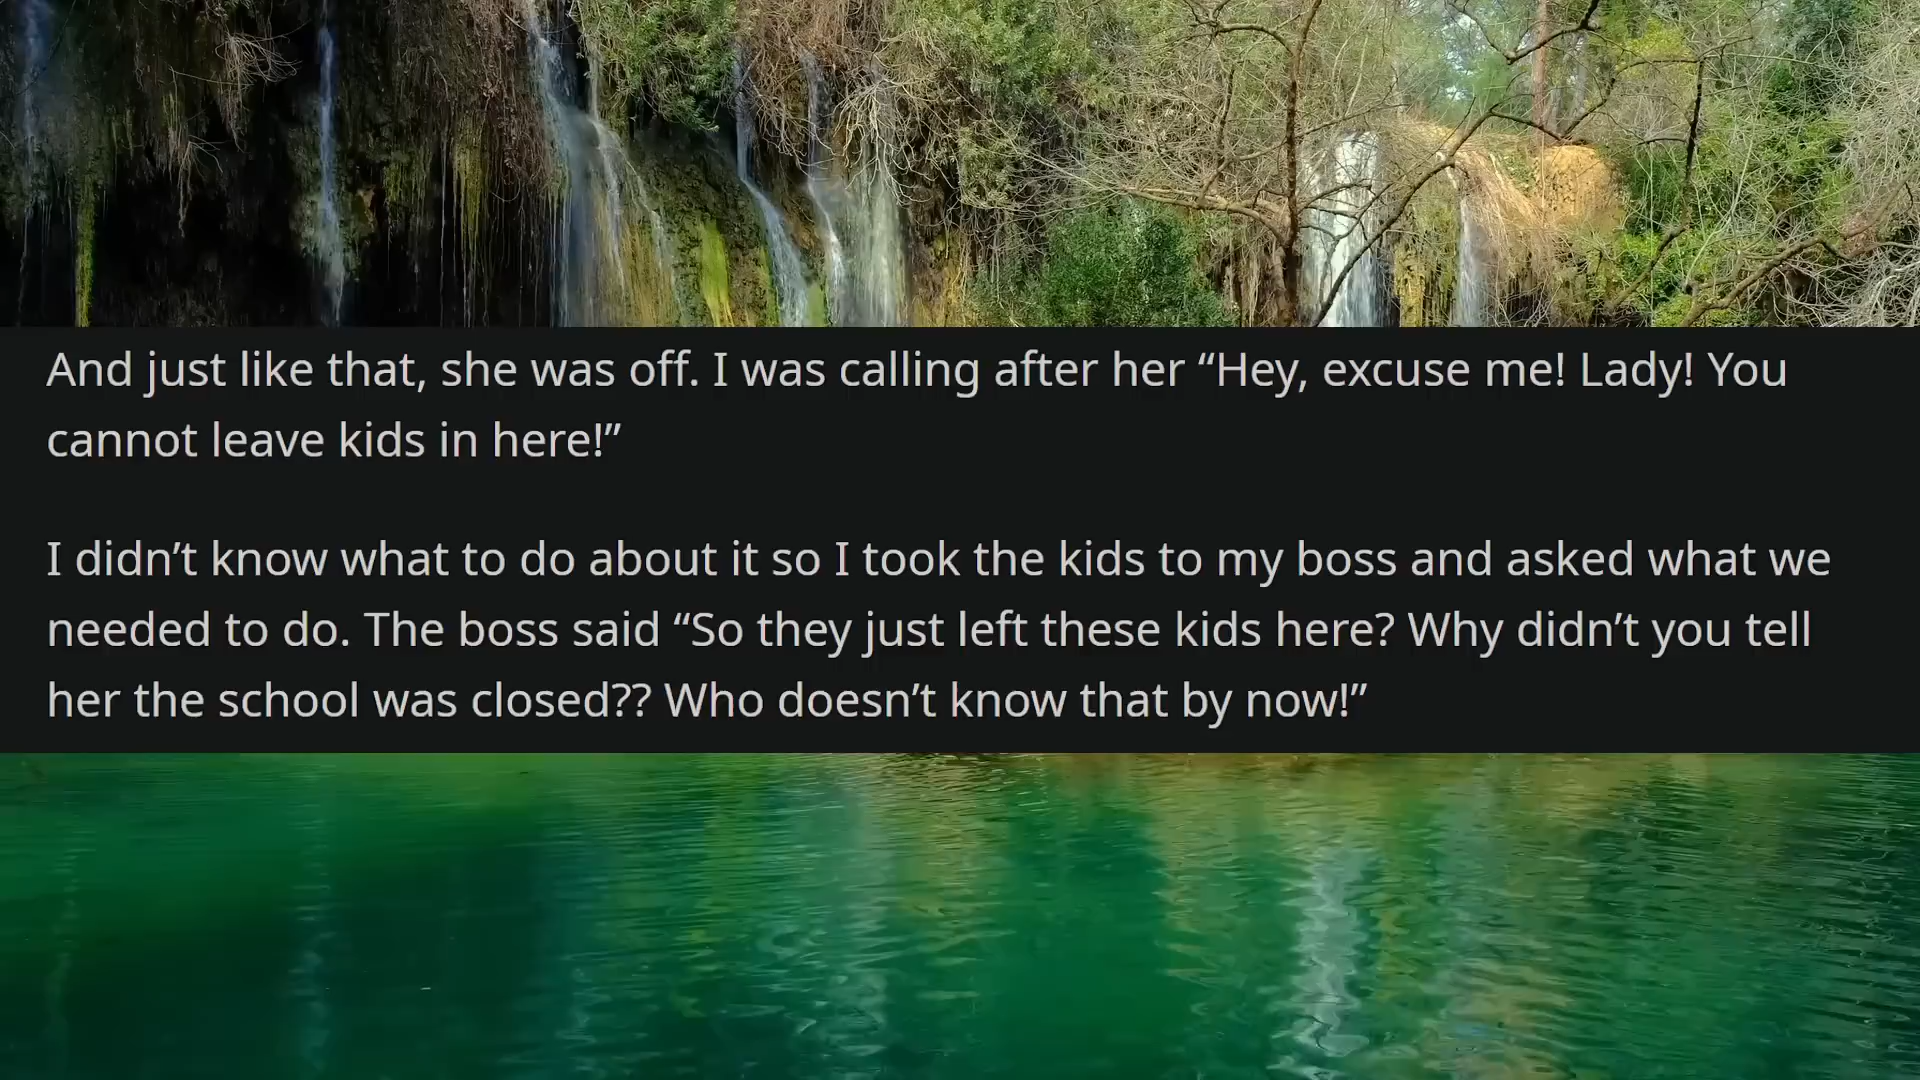 And just like that, she was off. I was calling after her “Hey, excuse me! Lady! You
cannot leave kids in here!”
I didn’t know what to do about it so I took the kids to my boss and asked what we
needed to do. The boss said “So they just left these kids here? Why didn’t you tell
her the school was closed?? Who doesn’t know that by now!”